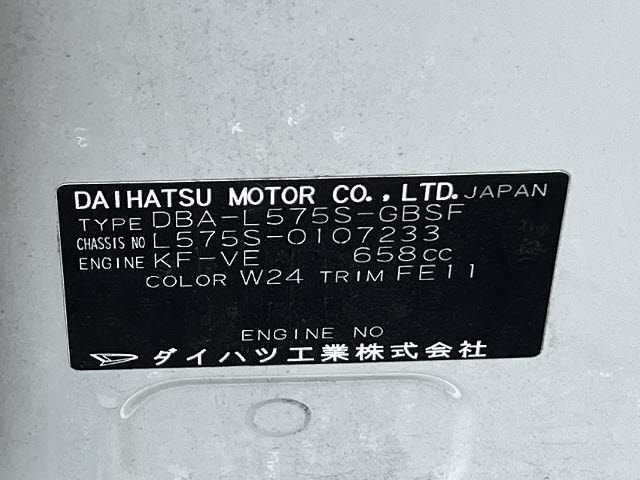 DAIHATSU MOTOR CO., LTD. JAPAN
TYPE DBA-L575S-GBSF
CHASSIS NO L575S-0107233
ENGINE KF-VE 658CC
COLOR W24 TRIM FE11
ENGINE NO
ダイハツ工業株式会社